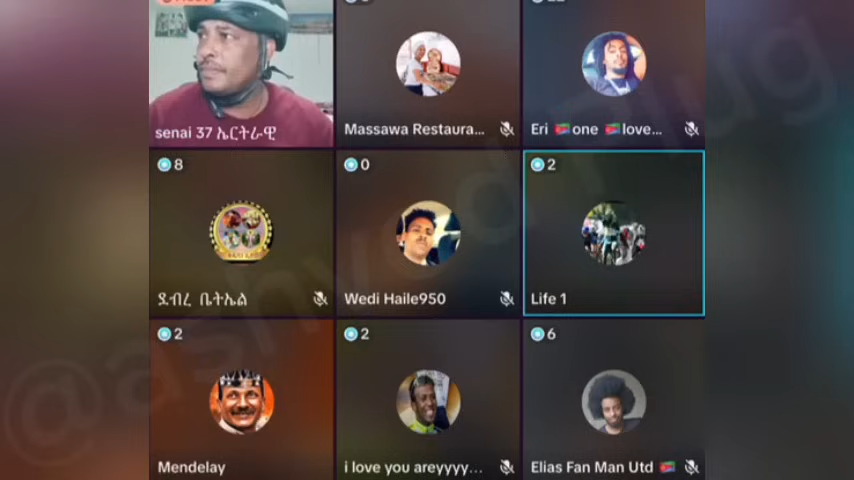 senai 37 ኤርትራዊ
Massawa Restaura...
Eri 🇪🇷one 🇪🇷love...
8
0
2
ደብረ ቤትኤል
Wedi Haile950
Life 1
2
2
6
Mendelay
i love you areyyyy...
Elias Fan Man Utd 🇪🇷